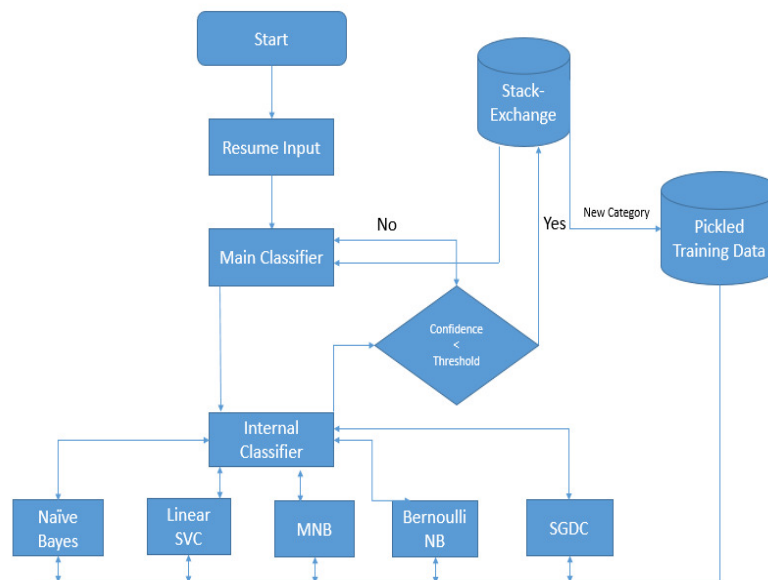 Start
Stack-
Exchange
Resume Input
New Category
Pickled
Training Data
No
Yes
Main Classifier
Confidence
<
Threshold
Internal
Classifier
Naïve
Bayes
Linear
SVC
MNB
Bernoulli
NB
SGDC